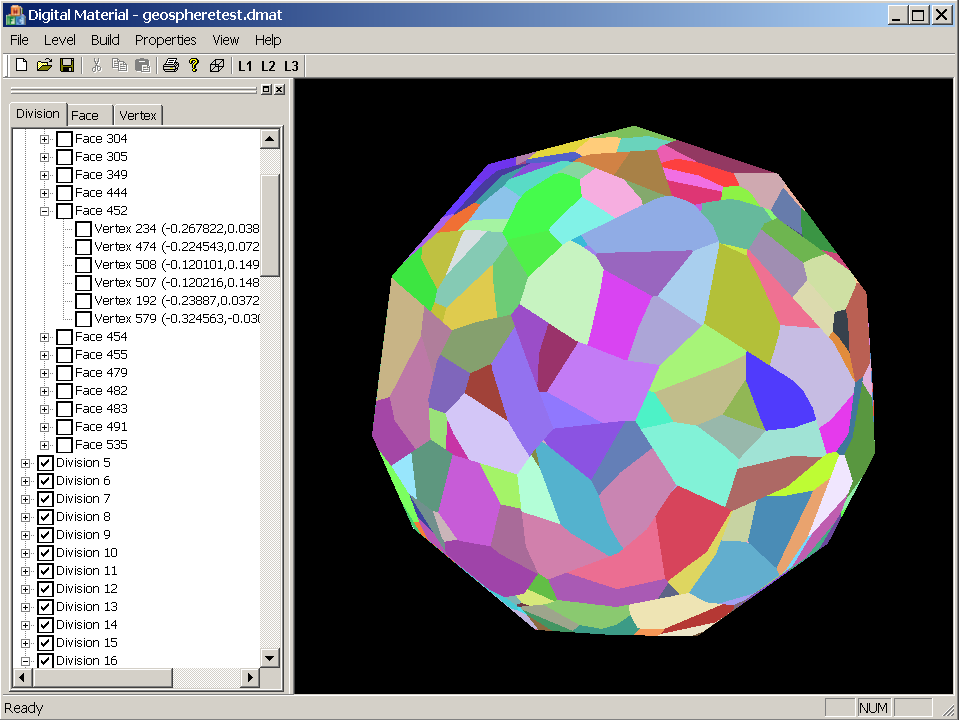 Digital Material - geospheretest.dmat
File Level Build Properties View Help
L1 L2 L3
Division Face Vertex
Face 304
Face 305
Face 349
Face 444
Face 452
Vertex 234 (-0.267822,0.038
Vertex 474 (-0.224543,0.072
Vertex 508 (-0.120101,0.149
Vertex 507 (-0.120216,0.148
Vertex 192 (-0.23887,0.0372
Vertex 579 (-0.324563,-0.030
Face 454
Face 455
Face 479
Face 482
Face 483
Face 491
Face 535
Division 5
Division 6
Division 7
Division 8
Division 9
Division 10
Division 11
Division 12
Division 13
Division 14
Division 15
Division 16
Ready NUM